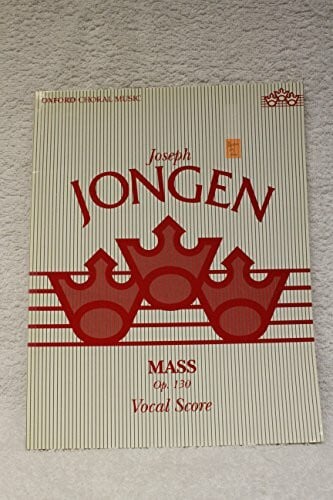 OXFORD CHORAL MUSIC
Joseph
JONGEN
MASS
Op. 130
Vocal Score